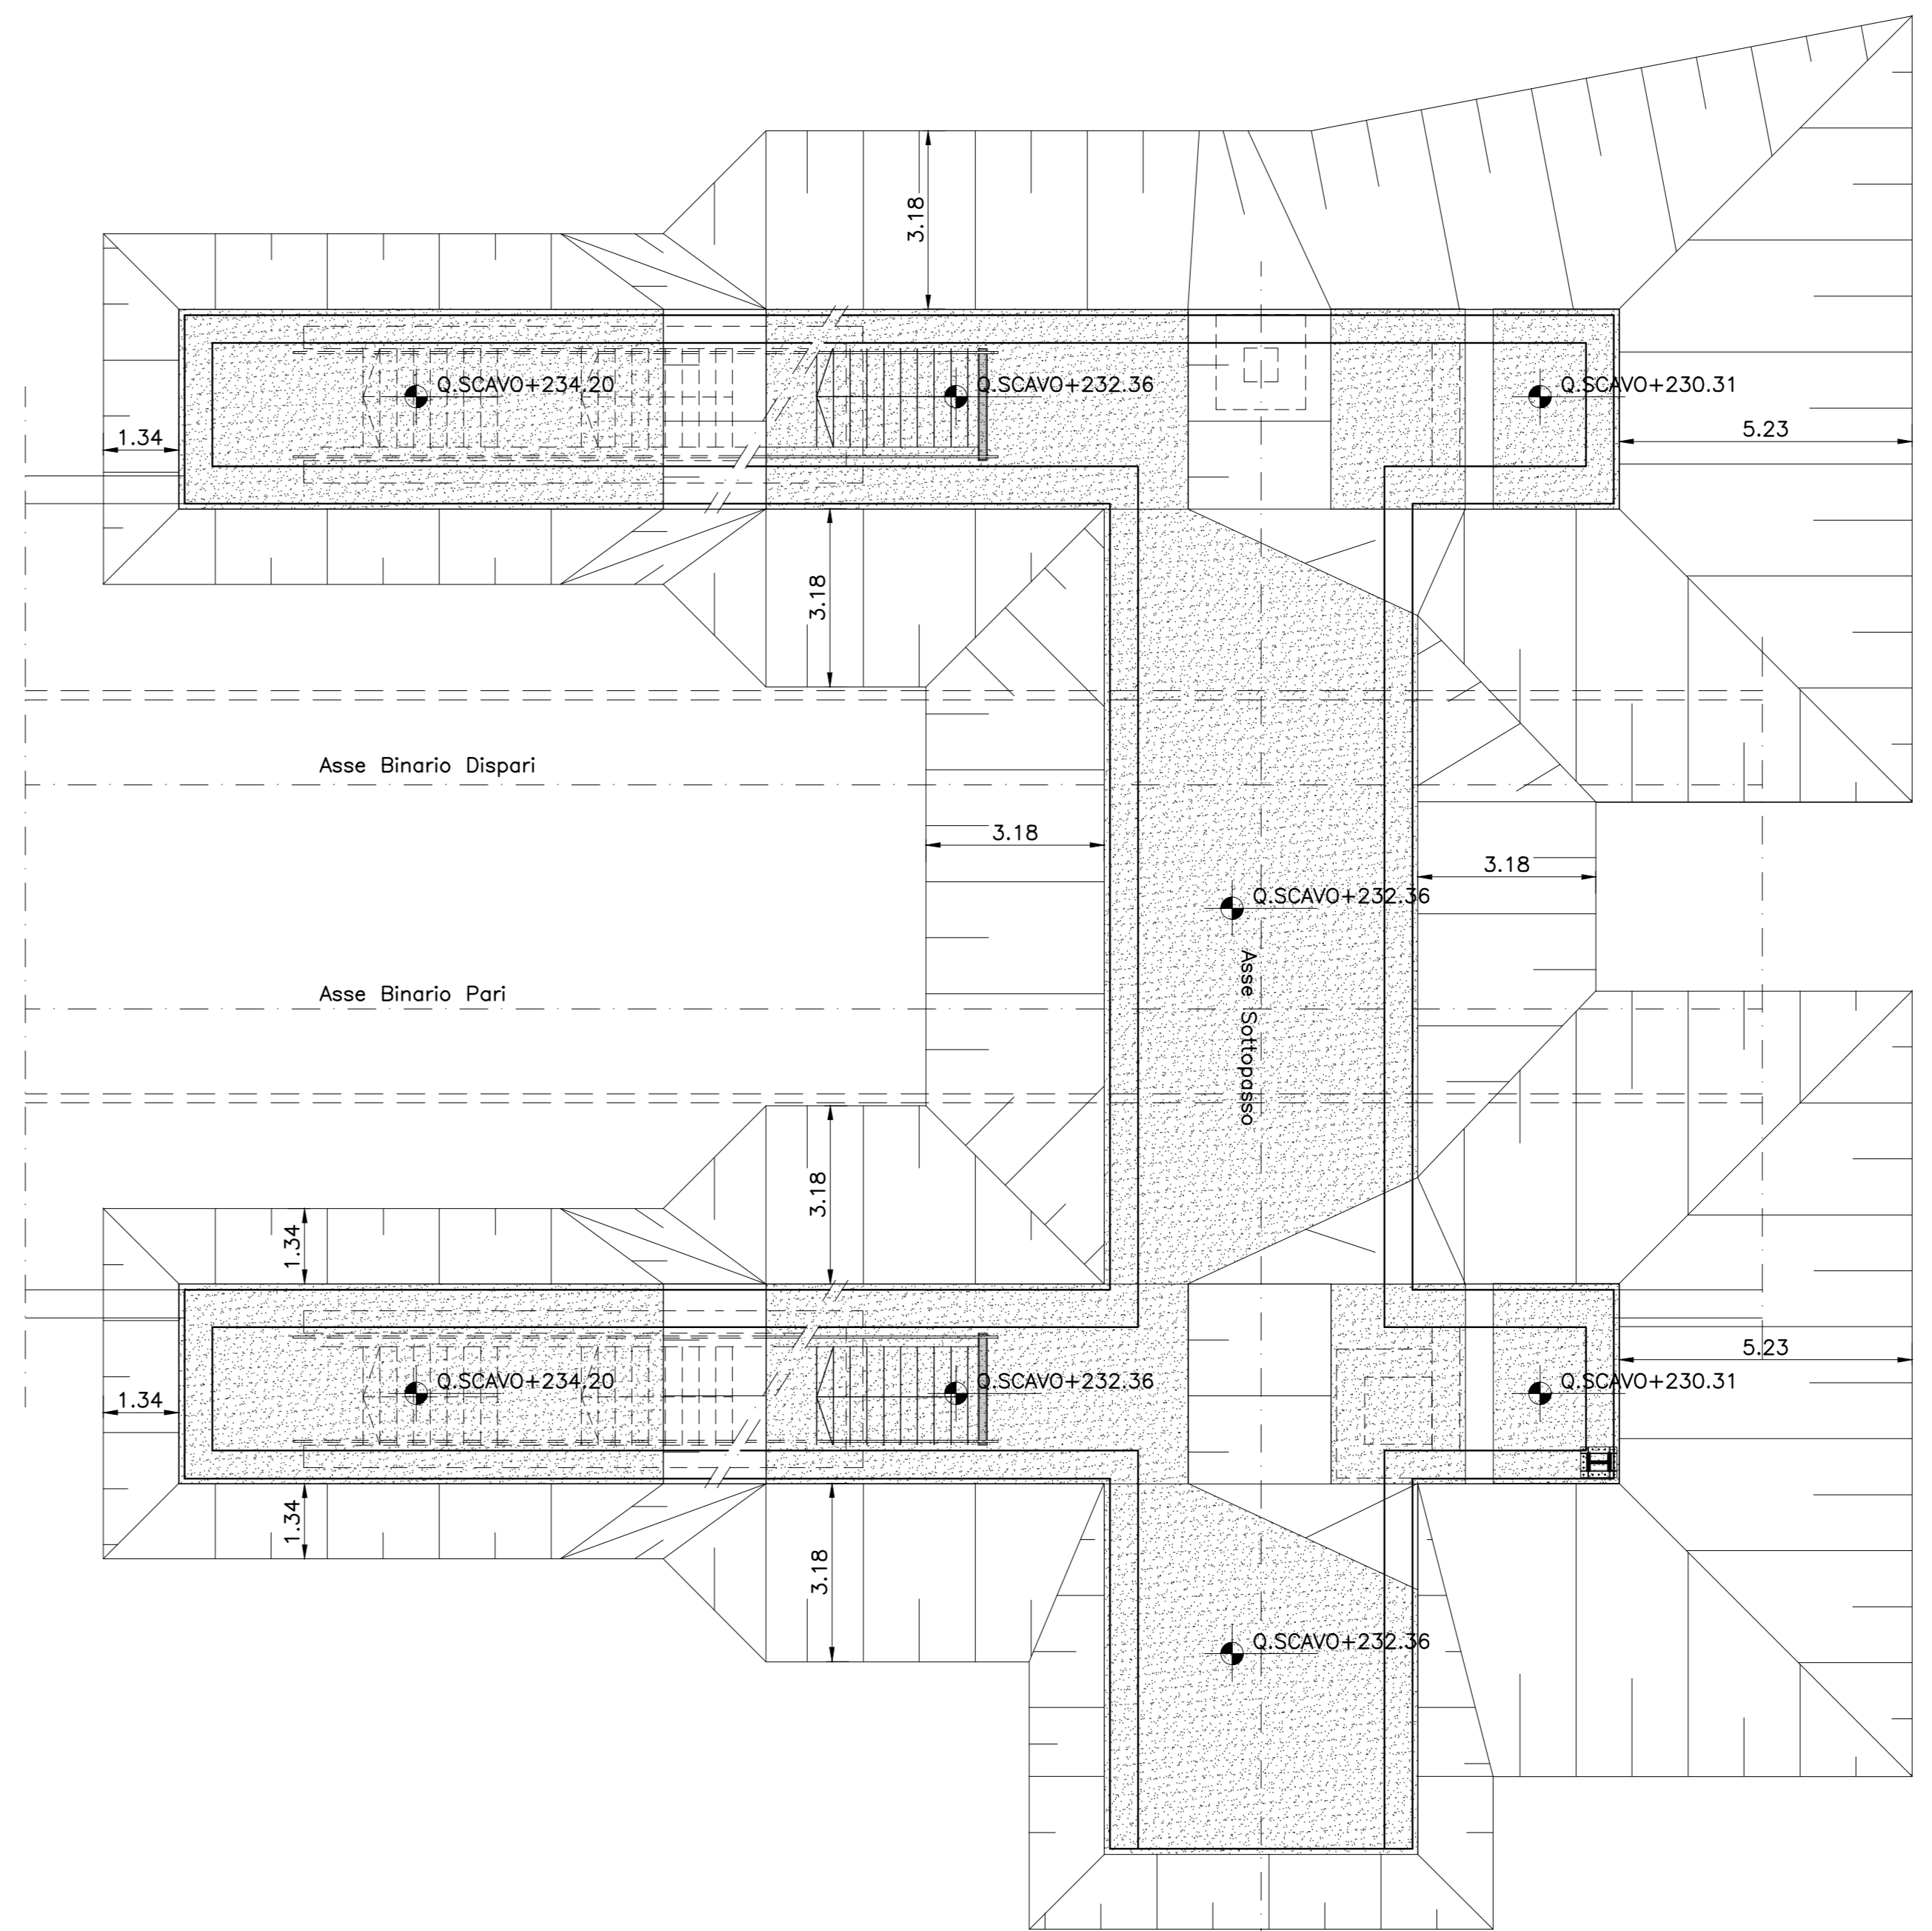 3.18
Q.SCAVO+234.20
Q.SCAVO+232.36
Q.SCAVO+230.31
1.34
5.23
3.18
Asse Binario Dispari
3.18
3.18
Q.SCAVO+232.36
Asse Sottopasso
Asse Binario Pari
3.18
1.34
5.23
Q.SCAVO+234.20
Q.SCAVO+232.36
Q.SCAVO+230.31
1.34
1.34
3.18
Q.SCAVO+232.36